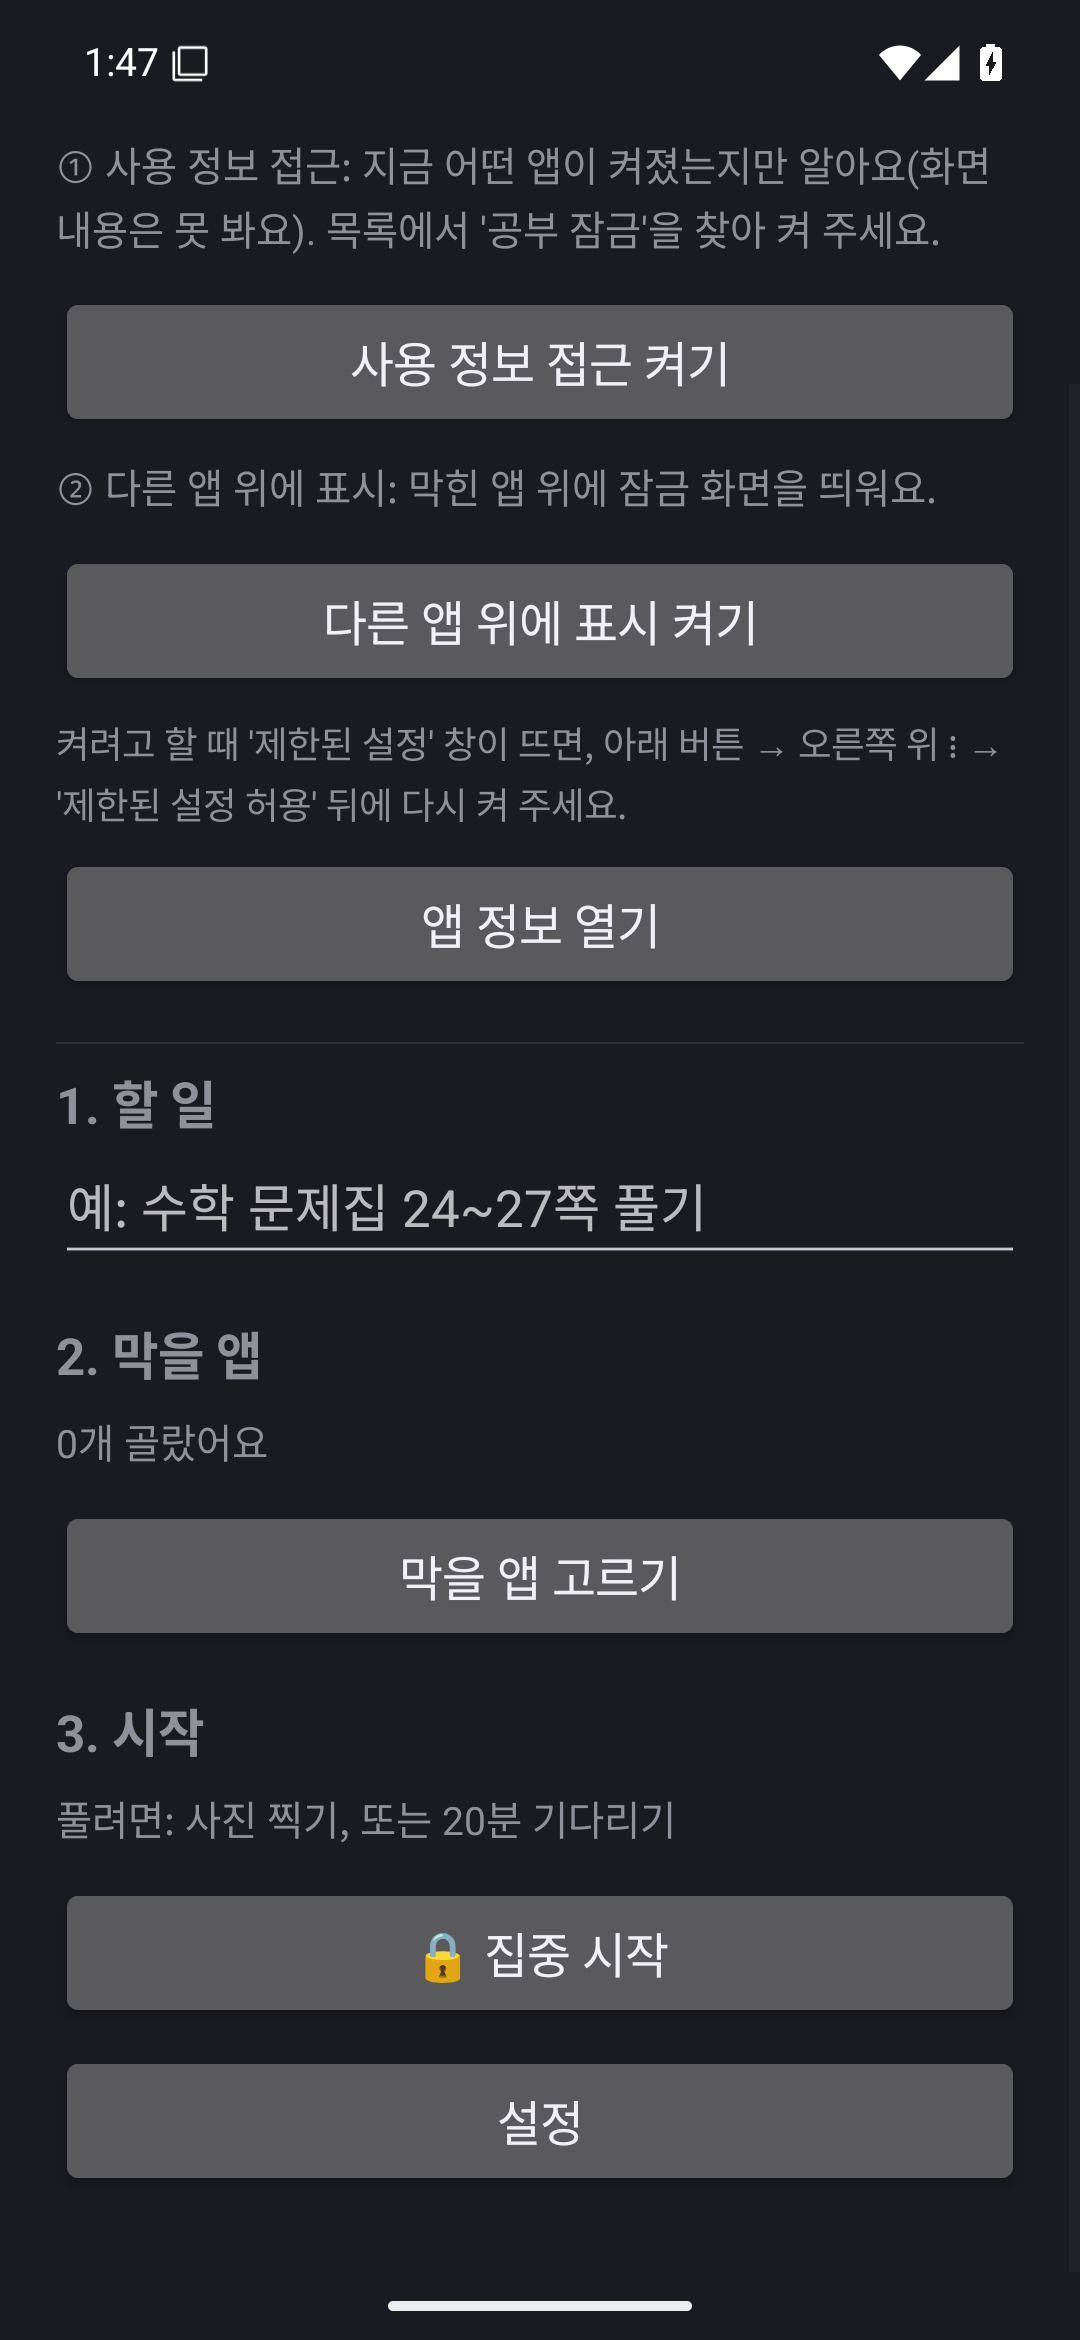 1:47
① 사용 정보 접근: 지금 어떤 앱이 켜졌는지만 알아요(화면
내용은 못 봐요). 목록에서 '공부 잠금'을 찾아 켜 주세요.
사용 정보 접근 켜기
② 다른 앱 위에 표시: 막힌 앱 위에 잠금 화면을 띄워요.
다른 앱 위에 표시 켜기
켜려고 할 때 '제한된 설정' 창이 뜨면, 아래 버튼 → 오른쪽 위 ⋮ →
'제한된 설정 허용' 뒤에 다시 켜 주세요.
앱 정보 열기
1. 할 일
예: 수학 문제집 24~27쪽 풀기
2. 막을 앱
0개 골랐어요
막을 앱 고르기
3. 시작
풀려면: 사진 찍기, 또는 20분 기다리기
🔒 집중 시작
설정